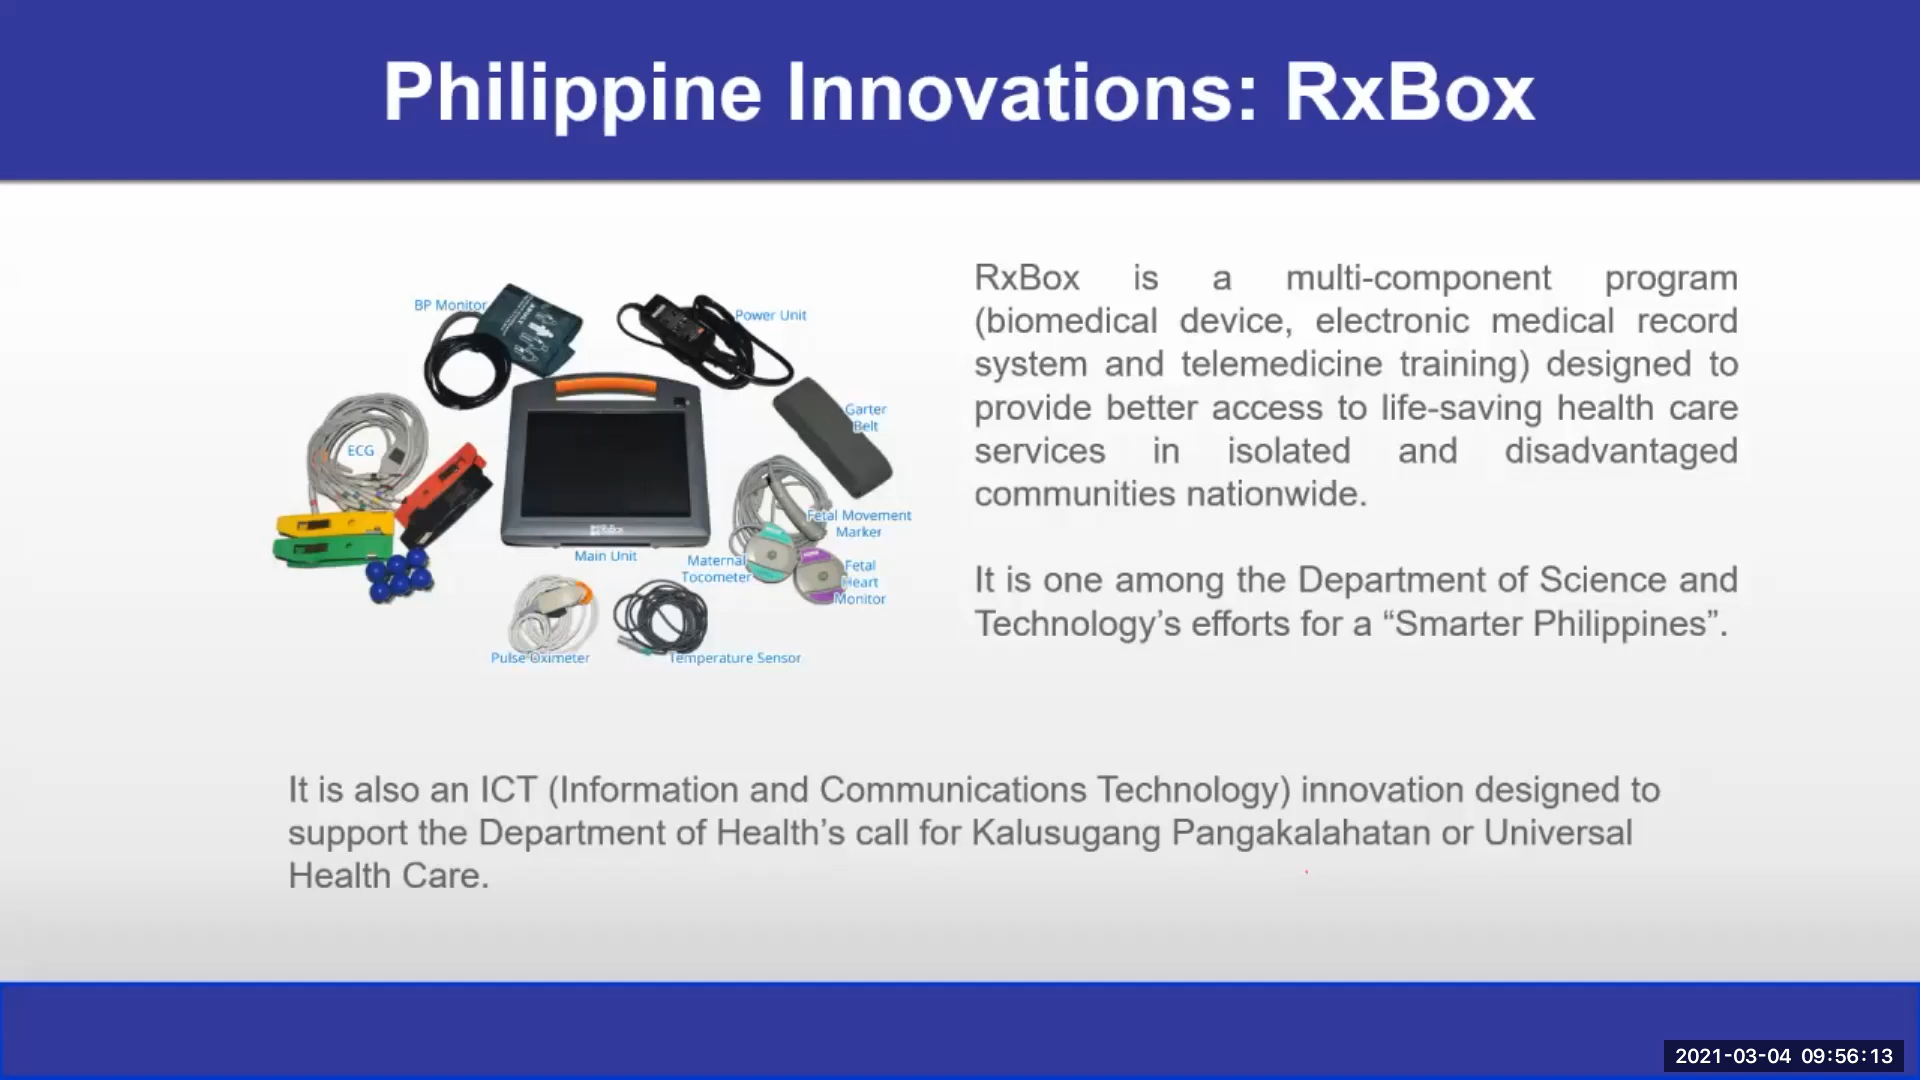 Philippine Innovations: RxBox
BP Monitor
Power Unit
Garter
Belt
ECG
Fetal Movement
Marker
Main Unit
Maternal
Tocometer
Fetal
Heart
Monitor
Pulse Oximeter
Temperature Sensor
RxBox is a multi-component program
(biomedical device, electronic medical record
system and telemedicine training) designed to
provide better access to life-saving health care
services in isolated and disadvantaged
communities nationwide.
It is one among the Department of Science and
Technology’s efforts for a “Smarter Philippines”.
It is also an ICT (Information and Communications Technology) innovation designed to
support the Department of Health’s call for Kalusugang Pangakalahatan or Universal
Health Care.
2021-03-04 09:56:13